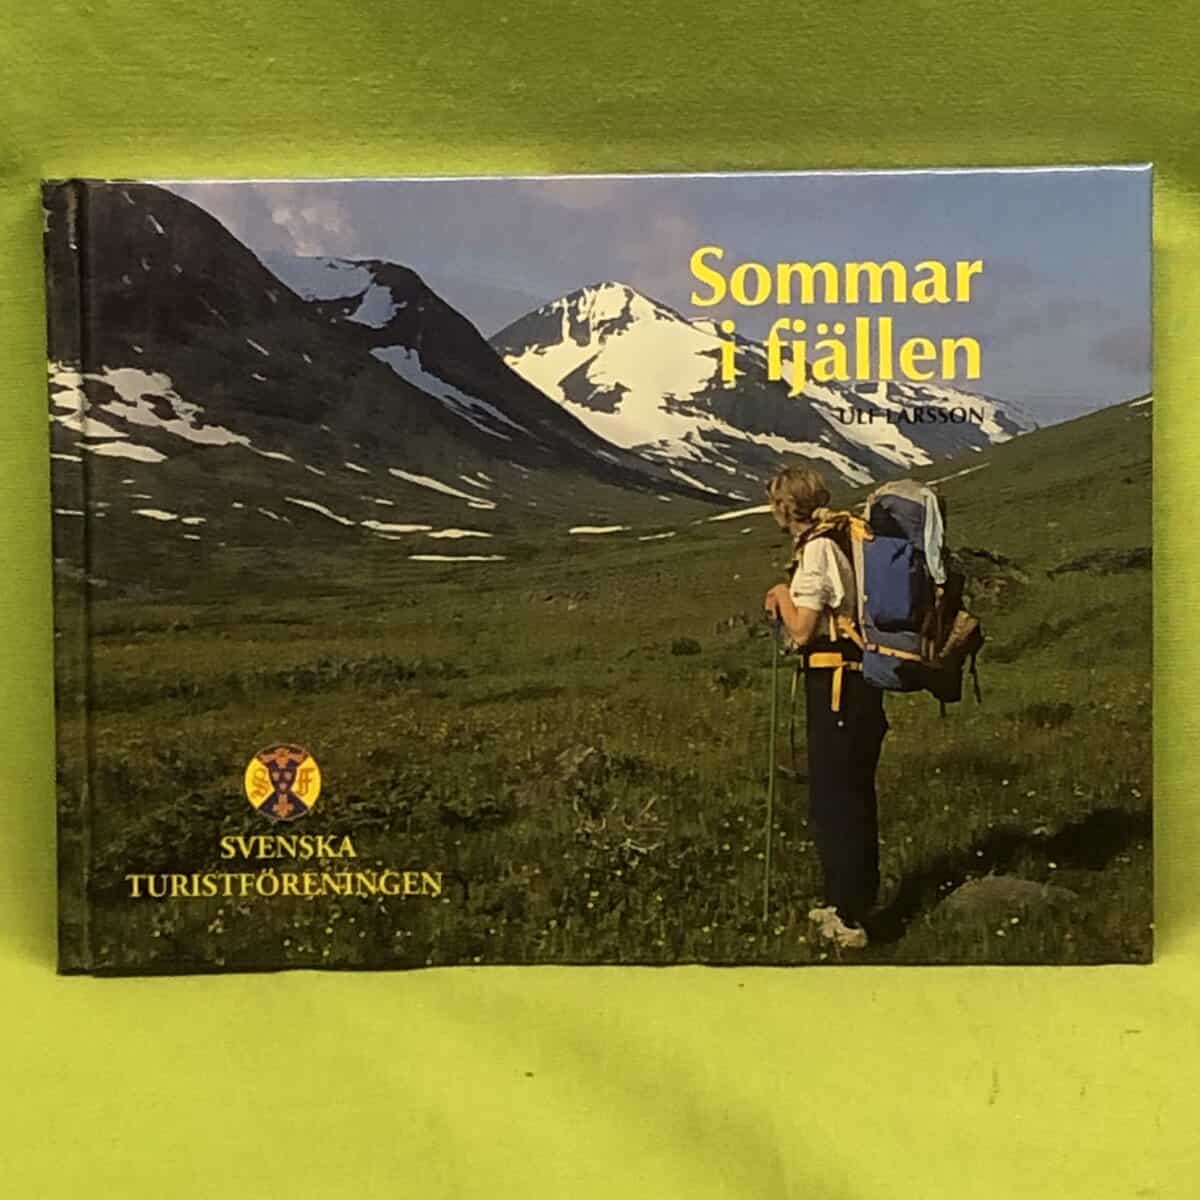 Sommar
i fjällen
ULF LARSSON
SVENSKA
TURISTFÖRENINGEN